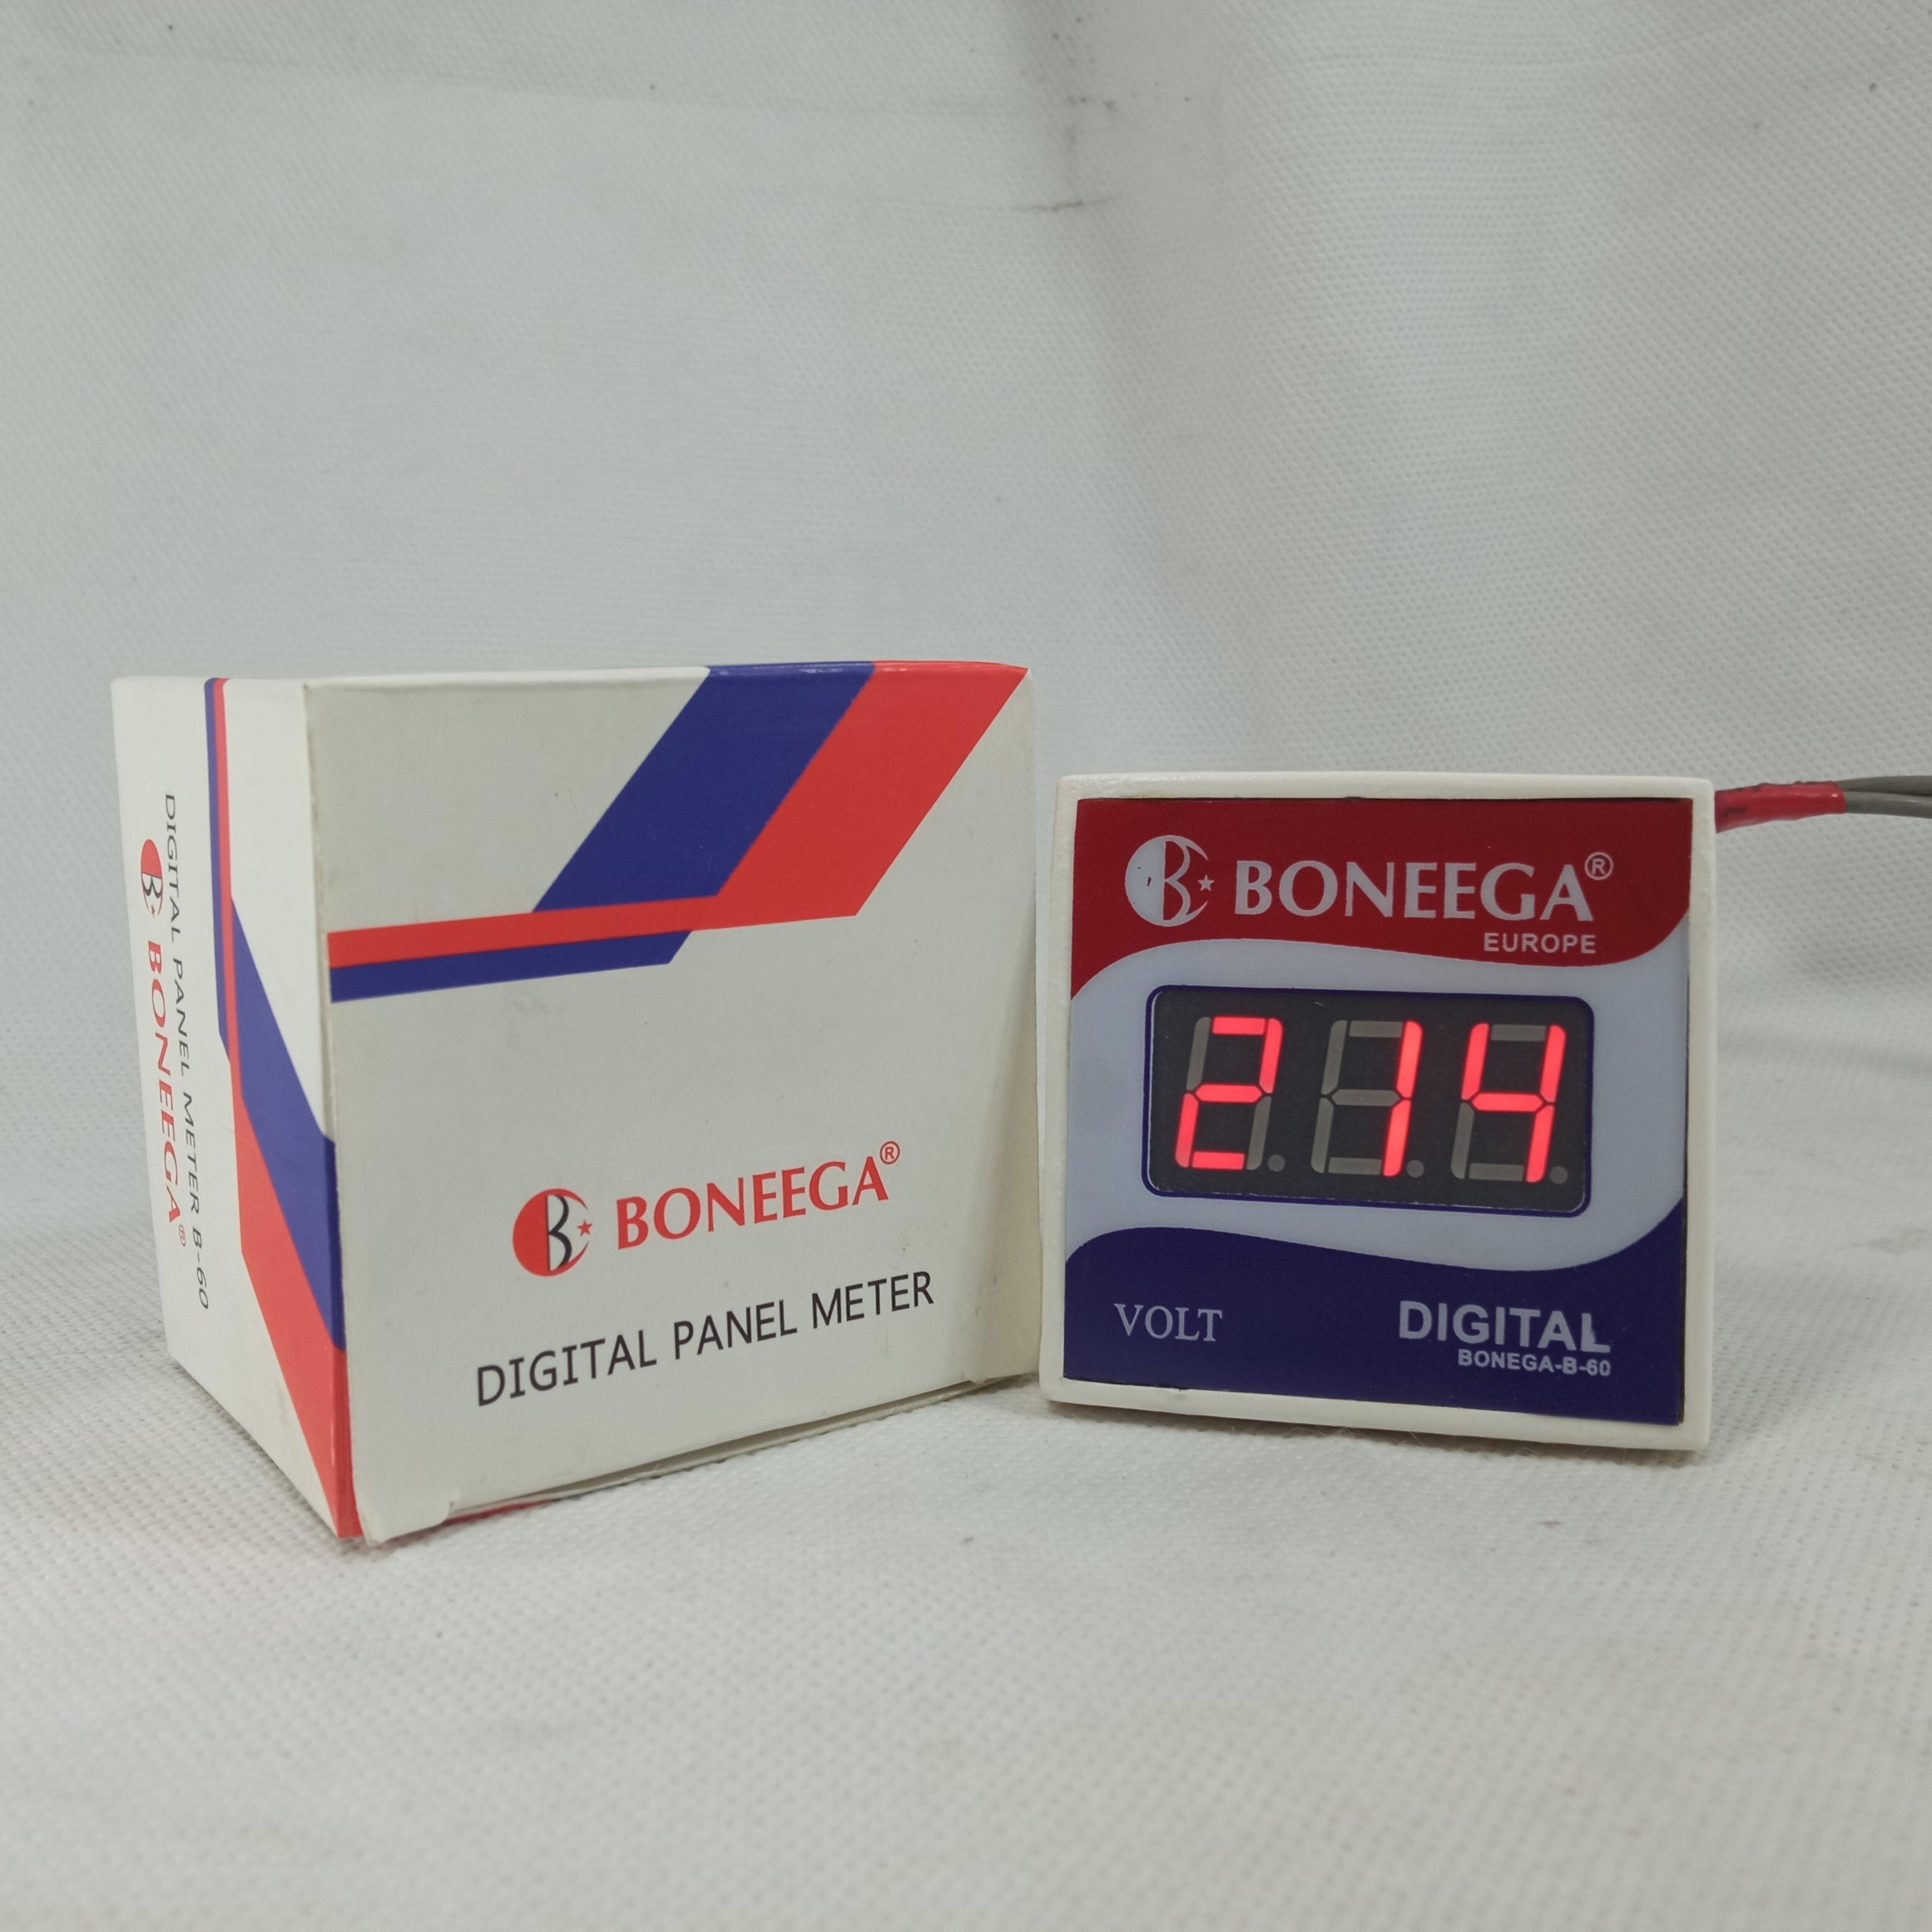 DIGITAL PANEL METER B-60
B BONEEGA®
B BONEEGA®
DIGITAL PANEL METER
B BONEEGA®
EUROPE
214
VOLT
DIGITAL
BONEGA-B-60